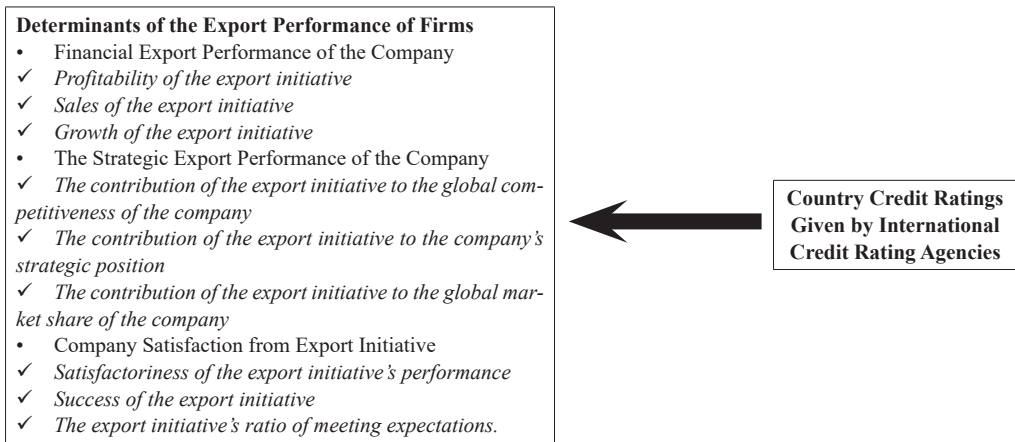 Determinants of the Export Performance of Firms
• Financial Export Performance of the Company
✓ Profitability of the export initiative
✓ Sales of the export initiative
✓ Growth of the export initiative
• The Strategic Export Performance of the Company
✓ The contribution of the export initiative to the global com-
petitiveness of the company
✓ The contribution of the export initiative to the company’s
strategic position
✓ The contribution of the export initiative to the global mar-
ket share of the company
• Company Satisfaction from Export Initiative
✓ Satisfactoriness of the export initiative’s performance
✓ Success of the export initiative
✓ The export initiative’s ratio of meeting expectations.
Country Credit Ratings
Given by International
Credit Rating Agencies